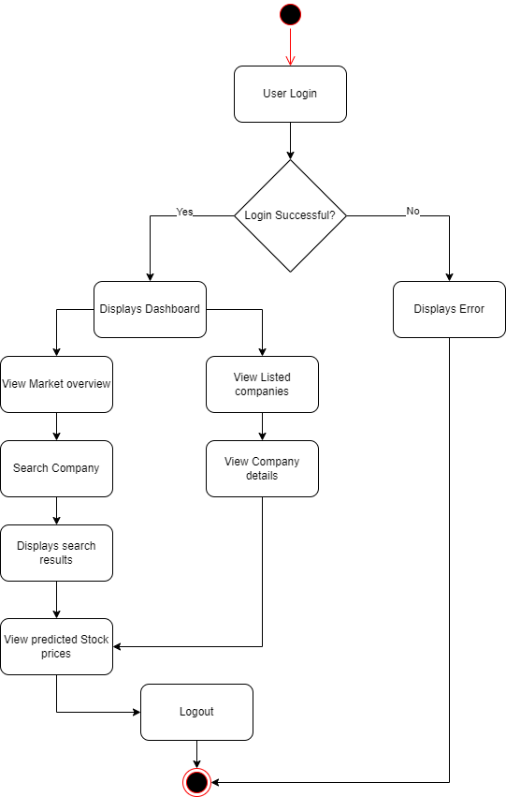 User Login
Login Successful?
Yes
No
Displays Dashboard
Displays Error
View Market overview
View Listed
companies
Search Company
View Company
details
Displays search
results
View predicted Stock
prices
Logout